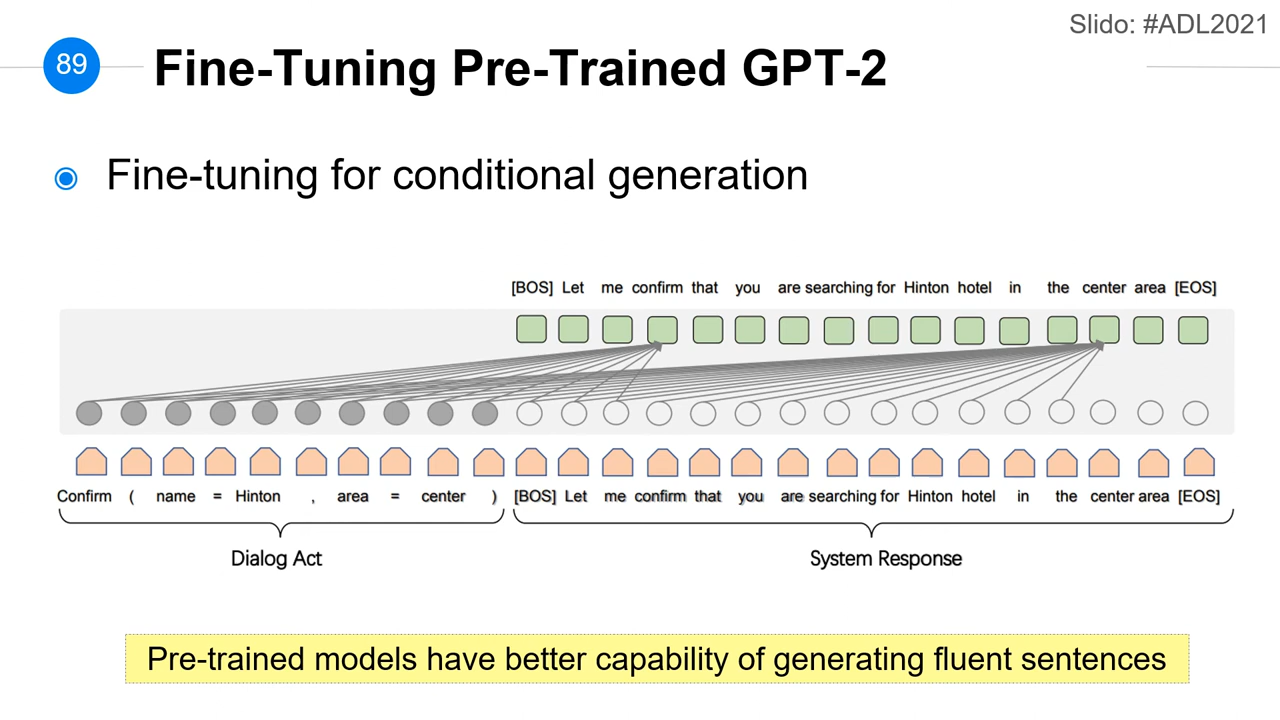 Slido: #ADL2021
89
Fine-Tuning Pre-Trained GPT-2
Fine-tuning for conditional generation
[BOS] Let me confirm that you are searching for Hinton hotel in the center area [EOS]
Confirm ( name = Hinton , area = center ) [BOS] Let me confirm that you are searching for Hinton hotel in the center area [EOS]
Dialog Act System Response
Pre-trained models have better capability of generating fluent sentences